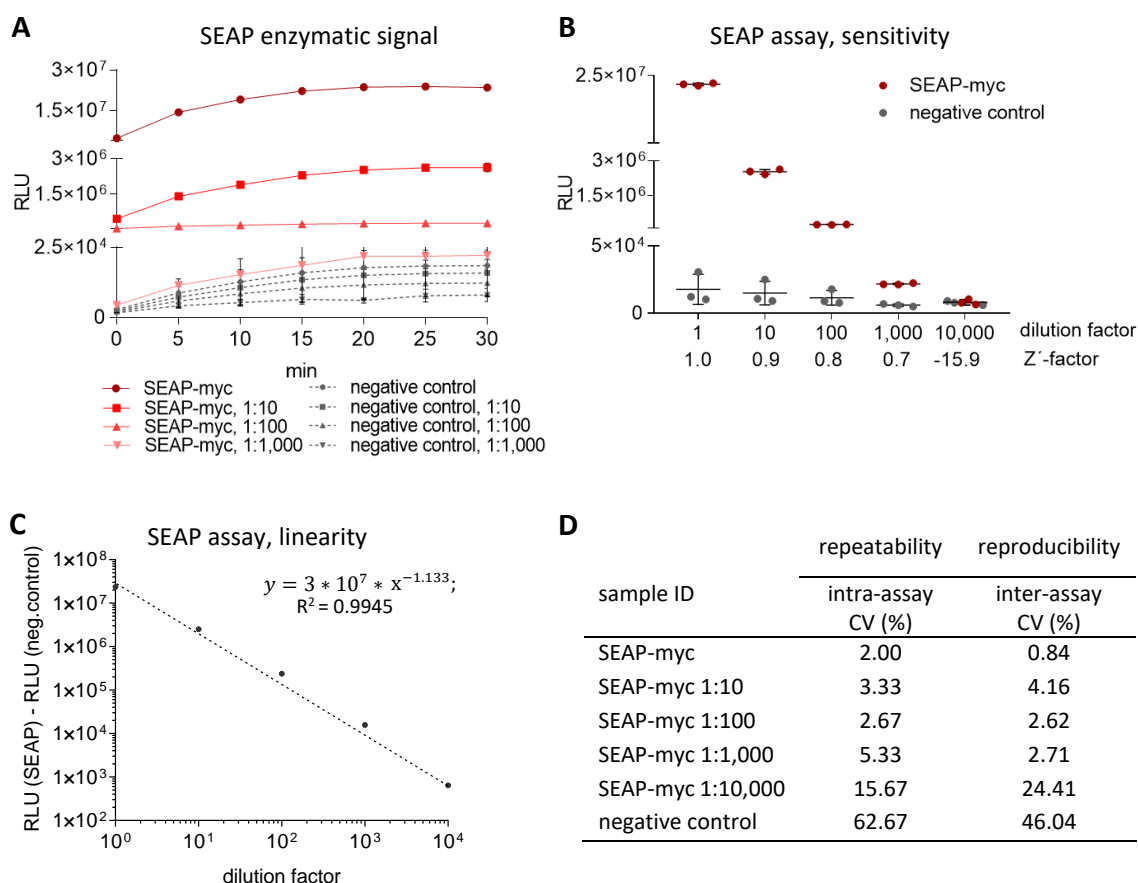 A
SEAP enzymatic signal
3×10⁷
1.5×10⁷
3×10⁶
1.5×10⁶
2.5×10⁴
0
RLU
0 5 10 15 20 25 30
min
SEAP-myc
SEAP-myc, 1:10
SEAP-myc, 1:100
SEAP-myc, 1:1,000
negative control
negative control, 1:10
negative control, 1:100
negative control, 1:1,000
B
SEAP assay, sensitivity
2.5×10⁷
3×10⁶
1.5×10⁶
5×10⁴
0
RLU
SEAP-myc
negative control
1 10 100 1,000 10,000 dilution factor
1.0 0.9 0.8 0.7 -15.9 Z´-factor
C
SEAP assay, linearity
y = 3 * 10⁷ * x⁻¹·¹³³;
R² = 0.9945
1×10⁸
1×10⁷
1×10⁶
1×10⁵
1×10⁴
1×10³
1×10²
RLU (SEAP) - RLU (neg.control)
10⁰ 10¹ 10² 10³ 10⁴
dilution factor
D
repeatability reproducibility
sample ID intra-assay CV (%) inter-assay CV (%)
SEAP-myc 2.00 0.84
SEAP-myc 1:10 3.33 4.16
SEAP-myc 1:100 2.67 2.62
SEAP-myc 1:1,000 5.33 2.71
SEAP-myc 1:10,000 15.67 24.41
negative control 62.67 46.04